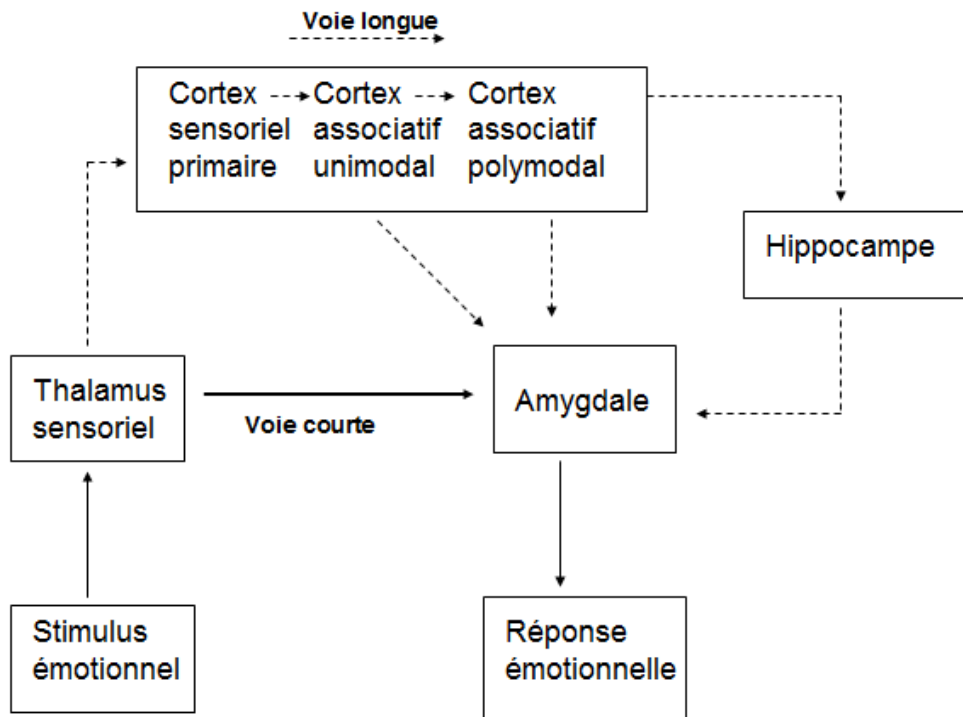 Voie longue
Cortex
sensoriel
primaire
Cortex
associatif
unimodal
Cortex
associatif
polymodal
Hippocampe
Thalamus
sensoriel
Voie courte
Amygdale
Stimulus
émotionnel
Réponse
émotionnelle